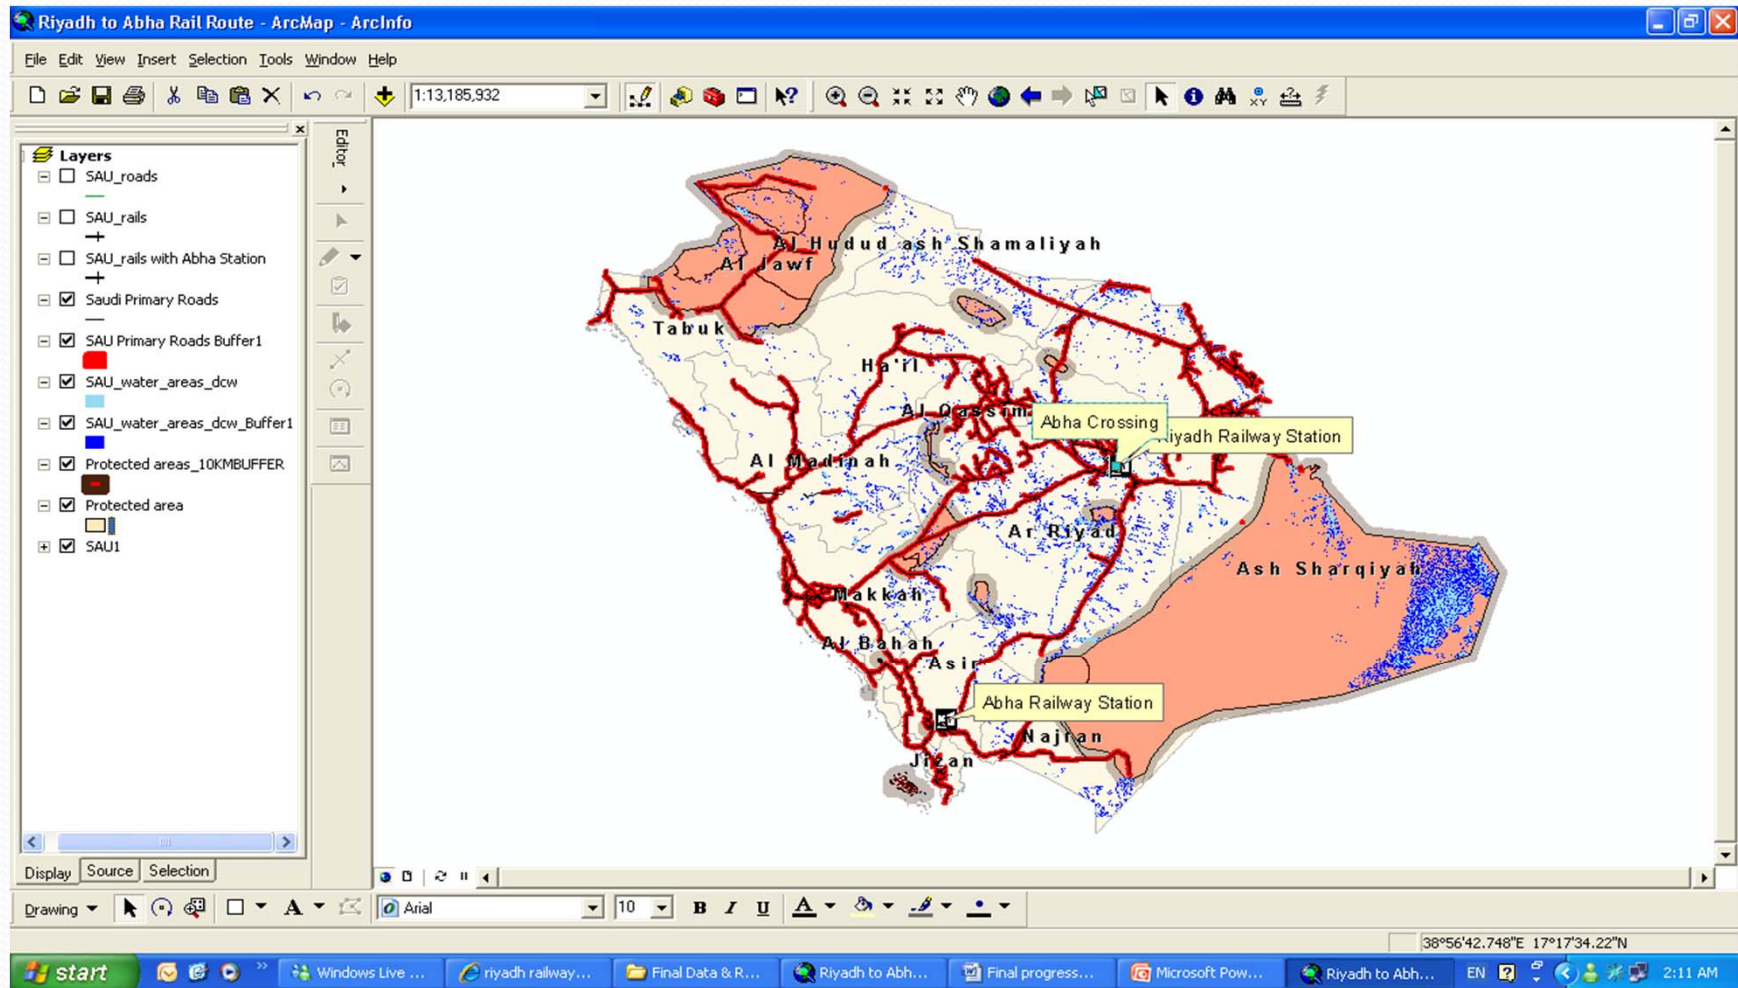 Riyadh to Abha Rail Route - ArcMap - ArcInfo
File Edit View Insert Selection Tools Window Help
1:13,185,932
Layers
SAU_roads
SAU_rails
SAU_rails with Abha Station
Saudi Primary Roads
SAU Primary Roads Buffer1
SAU_water_areas_dcw
SAU_water_areas_dcw_Buffer1
Protected areas_10KMBUFFER
Protected area
SAU1
Editor
Al Hudud ash Shamaliyah
Al Jawf
Tabuk
Ha'il
Al Qassim
Abha Crossing
iyadh Railway Station
Al Madinah
Ar Riyad
Ash Sharqiyah
Makkah
Al Bahah
Asir
Abha Railway Station
Najran
Jizan
Display Source Selection
Drawing A Arial 10 B I U A
38°56'42.748"E 17°17'34.22"N
start Windows Live ... riyadh railway... Final Data & R... Riyadh to Abh... Final progress... Microsoft Pow... Riyadh to Abh... EN 2:11 AM